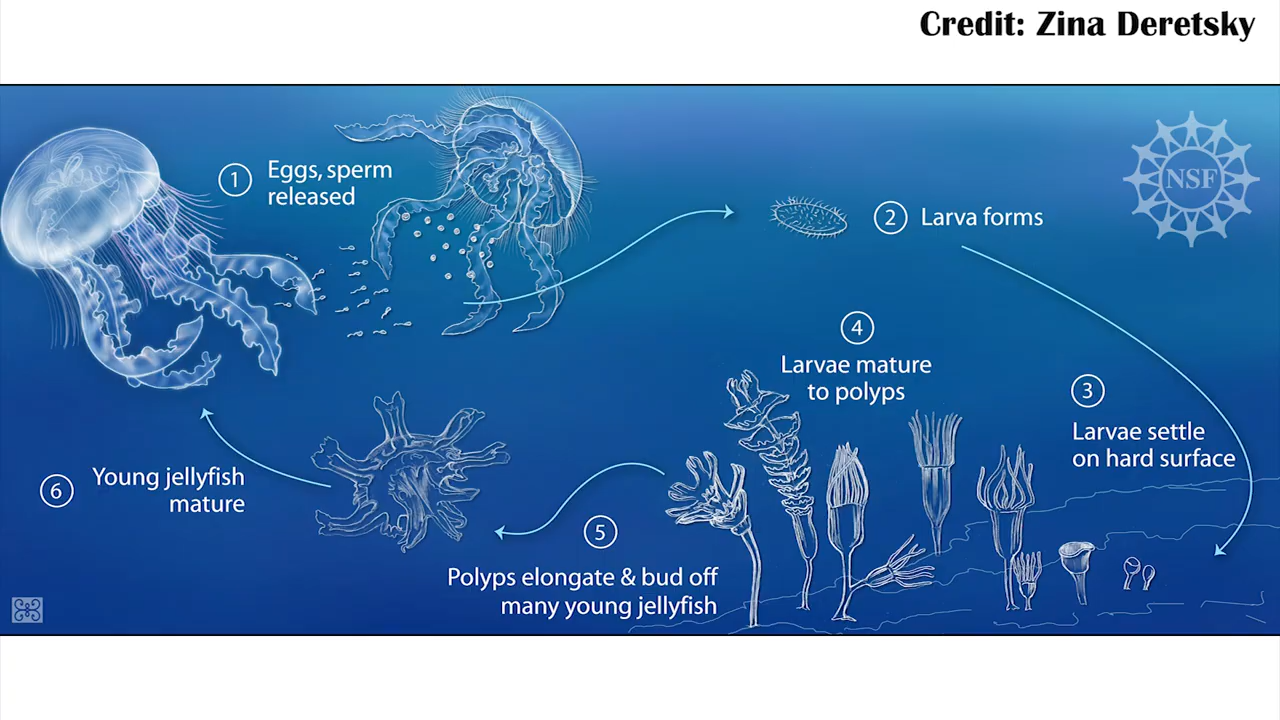 Credit: Zina Deretsky
1
Eggs, sperm
released
2
Larva forms
NSF
3
Larvae settle
on hard surface
4
Larvae mature
to polyps
5
Polyps elongate & bud off
many young jellyfish
6
Young jellyfish
mature